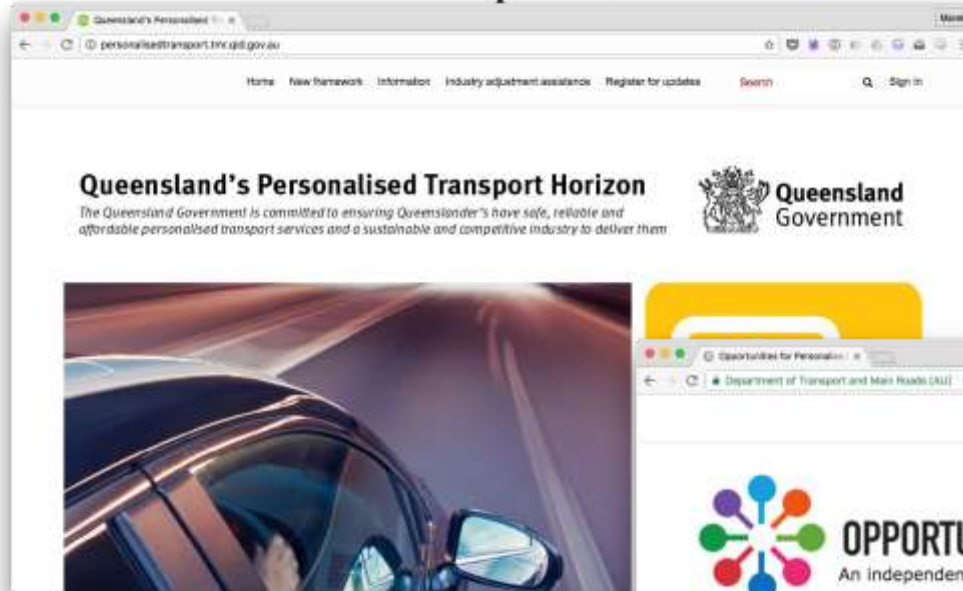 Queensland's Personalised
personalisedtransport.tmr.qld.gov.au
Home New framework Information Industry adjustment assistance Register for updates Search Sign in
Queensland's Personalised Transport Horizon
The Queensland Government is committed to ensuring Queenslander's have safe, reliable and
affordable personalised transport services and a sustainable and competitive industry to deliver them
Queensland
Government
Opportunities for Personalise
Department of Transport and Main Roads [AU]
OPPORTU
An independen